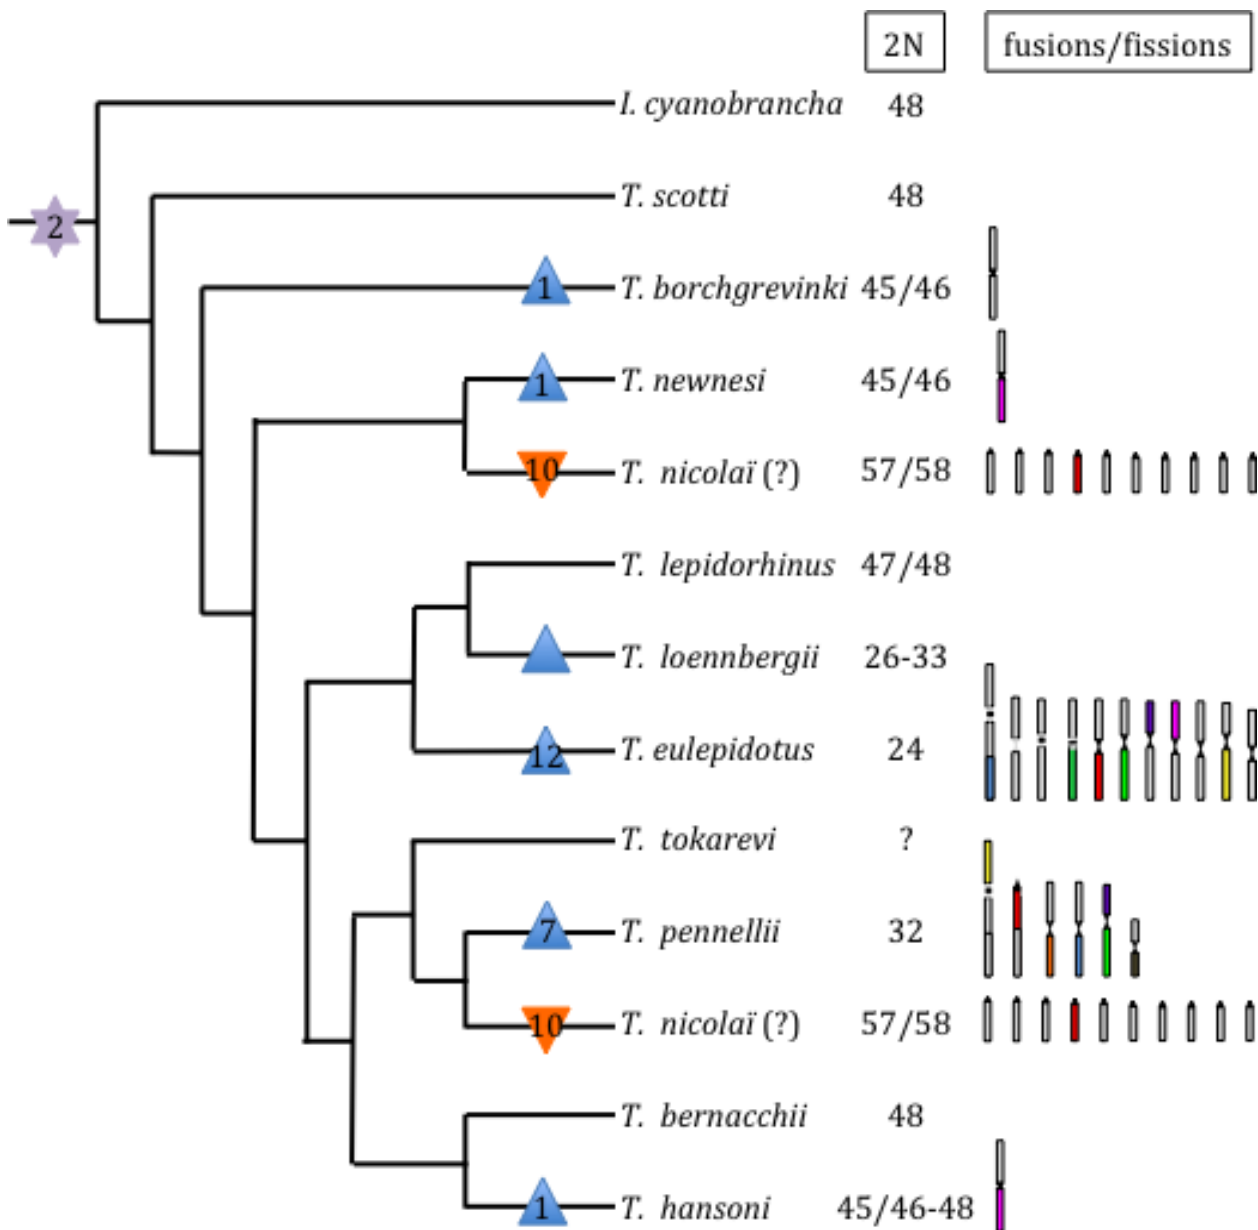 2N fusions/fissions
I. cyanobrancha 48
T. scotti 48
2
1 T. borchgrevinki 45/46
1 T. newnesi 45/46
10 T. nicolaï (?) 57/58
T. lepidorhinus 47/48
T. loennbergii 26-33
12 T. eulepidotus 24
T. tokarevi ?
7 T. pennellii 32
10 T. nicolaï (?) 57/58
T. bernacchii 48
1 T. hansoni 45/46-48